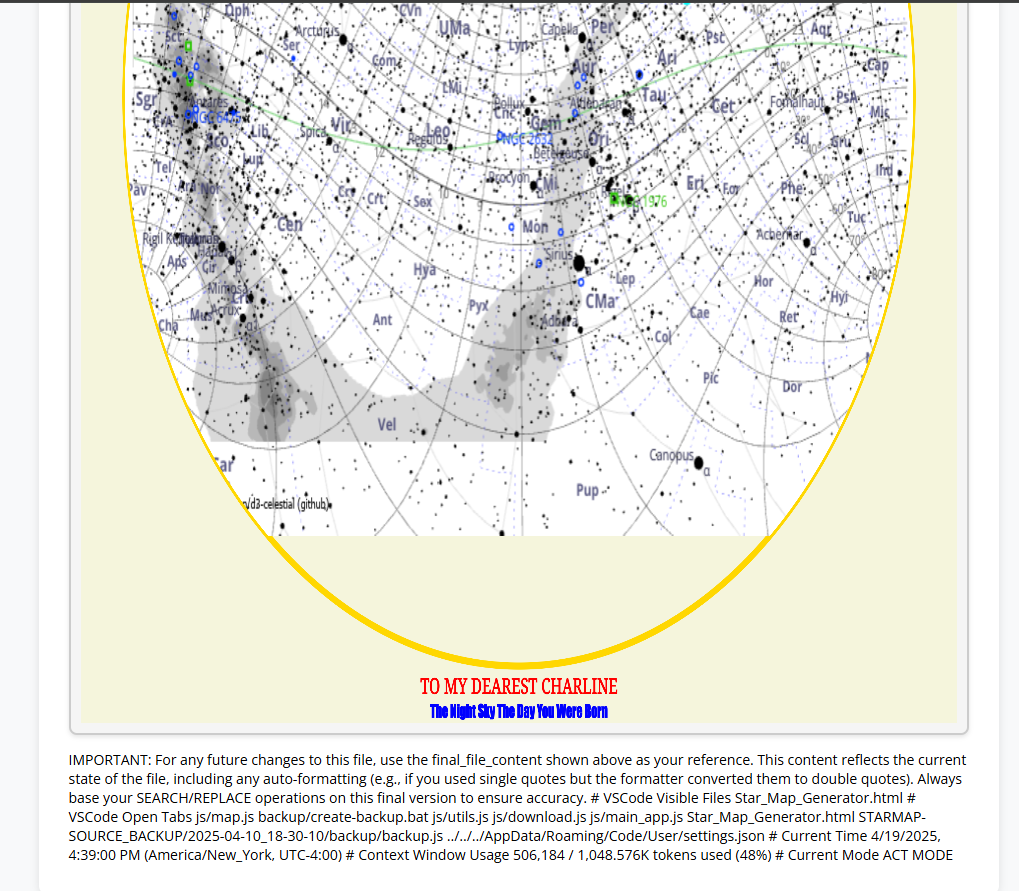 Oph
CVn
Per
Sct
Arcturus
UMa
Capella
Psc
Aqr
Ser
Lyn
Ari
Com
Aur
Cap
LMi
Tau
Sgr
Pollux
Cnc
Cet
Fomalhaut
PsA
Gem
Mic
Lib
Spica
Vir
Leo
Regulus
NGC 2632
Ori
Scl
Gru
Sco
Betelgeuse
Lup
Tel
Procyon
CMi
Eri
For
Phe
Ind
Pav
Nor
Crv
Crt
Sex
1976
Tuc
Cen
Mon
Achernar
α
Rigil
Sirius
Aps
Cir
Hya
Lep
Hor
Mimosa
Hyi
CMa
Pyx
Mus
Acrux
Cae
Ret
Cha
Ant
Adhara
Col
Pic
Dor
Vel
Canopus
α
Pup
/d3-celestial (github)
TO MY DEAREST CHARLINE
The Night Sky The Day You Were Born
IMPORTANT: For any future changes to this file, use the final_file_content shown above as your reference. This content reflects the current
state of the file, including any auto-formatting (e.g., if you used single quotes but the formatter converted them to double quotes). Always
base your SEARCH/REPLACE operations on this final version to ensure accuracy. # VSCode Visible Files Star_Map_Generator.html #
VSCode Open Tabs js/map.js backup/create-backup.bat js/utils.js js/download.js js/main_app.js Star_Map_Generator.html STARMAP-
SOURCE_BACKUP/2025-04-10_18-30-10/backup/backup.js ../../../AppData/Roaming/Code/User/settings.json # Current Time 4/19/2025,
4:39:00 PM (America/New_York, UTC-4:00) # Context Window Usage 506,184 / 1,048.576K tokens used (48%) # Current Mode ACT MODE